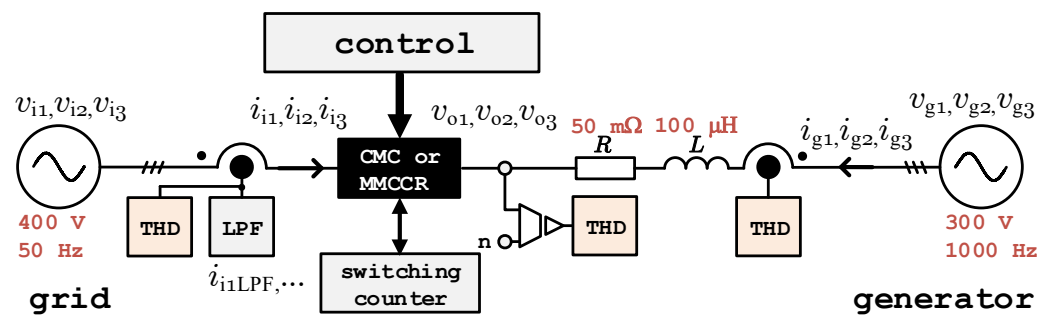 control
v_i1,v_i2,v_i3
i_i1,i_i2,i_i3
v_o1,v_o2,v_o3
50 mΩ 100 μH
v_g1,v_g2,v_g3
i_g1,i_g2,i_g3
R
L
CMC or
MMCCR
400 V
50 Hz
THD
LPF
n
THD
THD
300 V
1000 Hz
i_i1LPF,...
switching
counter
grid
generator